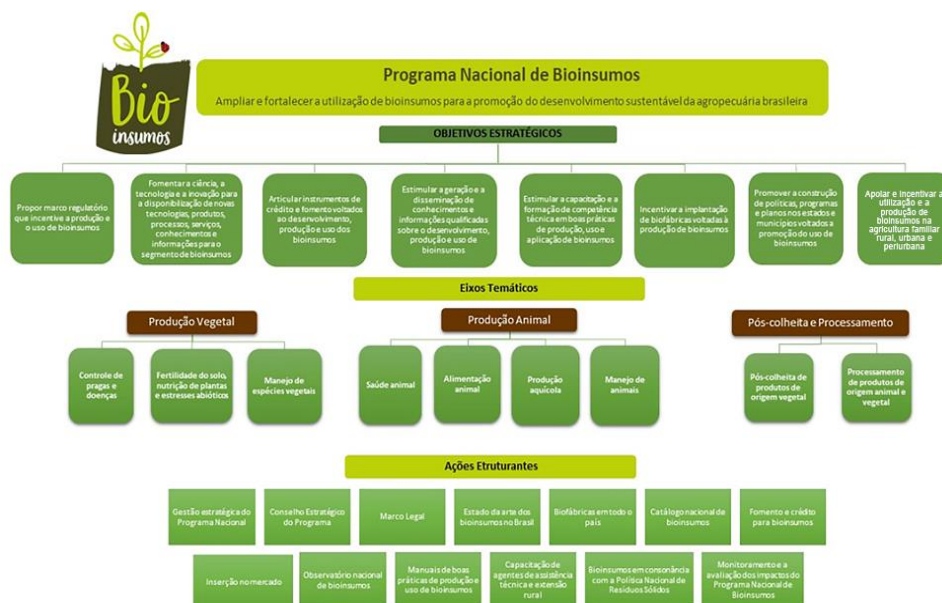 Bio
insumos
Programa Nacional de Bioinsumos
Ampliar e fortalecer a utilização de bioinsumos para a promoção do desenvolvimento sustentável da agropecuária brasileira
OBJETIVOS ESTRATÉGICOS
Propor marco regulatório
que incentive a produção e
o uso de bioinsumos
Fomentar a ciência, a
tecnologia e a inovação para
a disponibilização de novas
tecnologias, produtos,
processos, serviços,
conhecimentos e
informações para o
segmento de bioinsumos
Articular instrumentos de
crédito e fomento voltados
ao desenvolvimento,
produção e uso dos
bioinsumos
Estimular a geração e a
disseminação de
conhecimentos e
informações qualificadas
sobre o desenvolvimento,
produção e uso de
bioinsumos
Estimular a capacitação e a
formação de competência
técnica em boas práticas
de produção, uso e
aplicação de bioinsumos
Incentivar a implantação
de biofábricas voltadas à
produção de bioinsumos
Promover a construção de
políticas, programas e
planos nos estados e
municípios voltados a
promoção do uso de
bioinsumos
Apoiar e incentivar a
utilização e a
produção de
bioinsumos na
agricultura familiar
rural, urbana e
periurbana
Eixos Temáticos
Produção Vegetal
Controle de
pragas e
doenças
Fertilidade do solo,
nutrição de plantas
e estresses abióticos
Manejo de
espécies vegetais
Produção Animal
Saúde animal
Alimentação
animal
Produção
aquícola
Manejo de
animais
Pós-colheita e Processamento
Pós-colheita de
produtos de
origem vegetal
Processamento
de produtos de
origem animal e
vegetal
Ações Etruturantes
Gestão estratégica do
Programa Nacional
Conselho Estratégico
do Programa
Marco Legal
Estado da arte dos
bioinsumos no Brasil
Biofábricas em todo o
país
Catálogo nacional de
bioinsumos
Fomento e crédito
para bioinsumos
Inserção no mercado
Observatório nacional
de bioinsumos
Manuais de boas
práticas de produção e
uso de bioinsumos
Capacitação de
agentes de assistência
técnica e extensão
rural
Bioinsumos em consonância
com a Política Nacional de
Resíduos Sólidos
Monitoramento e a
avaliação dos impactos do
Programa Nacional de
Bioinsumos